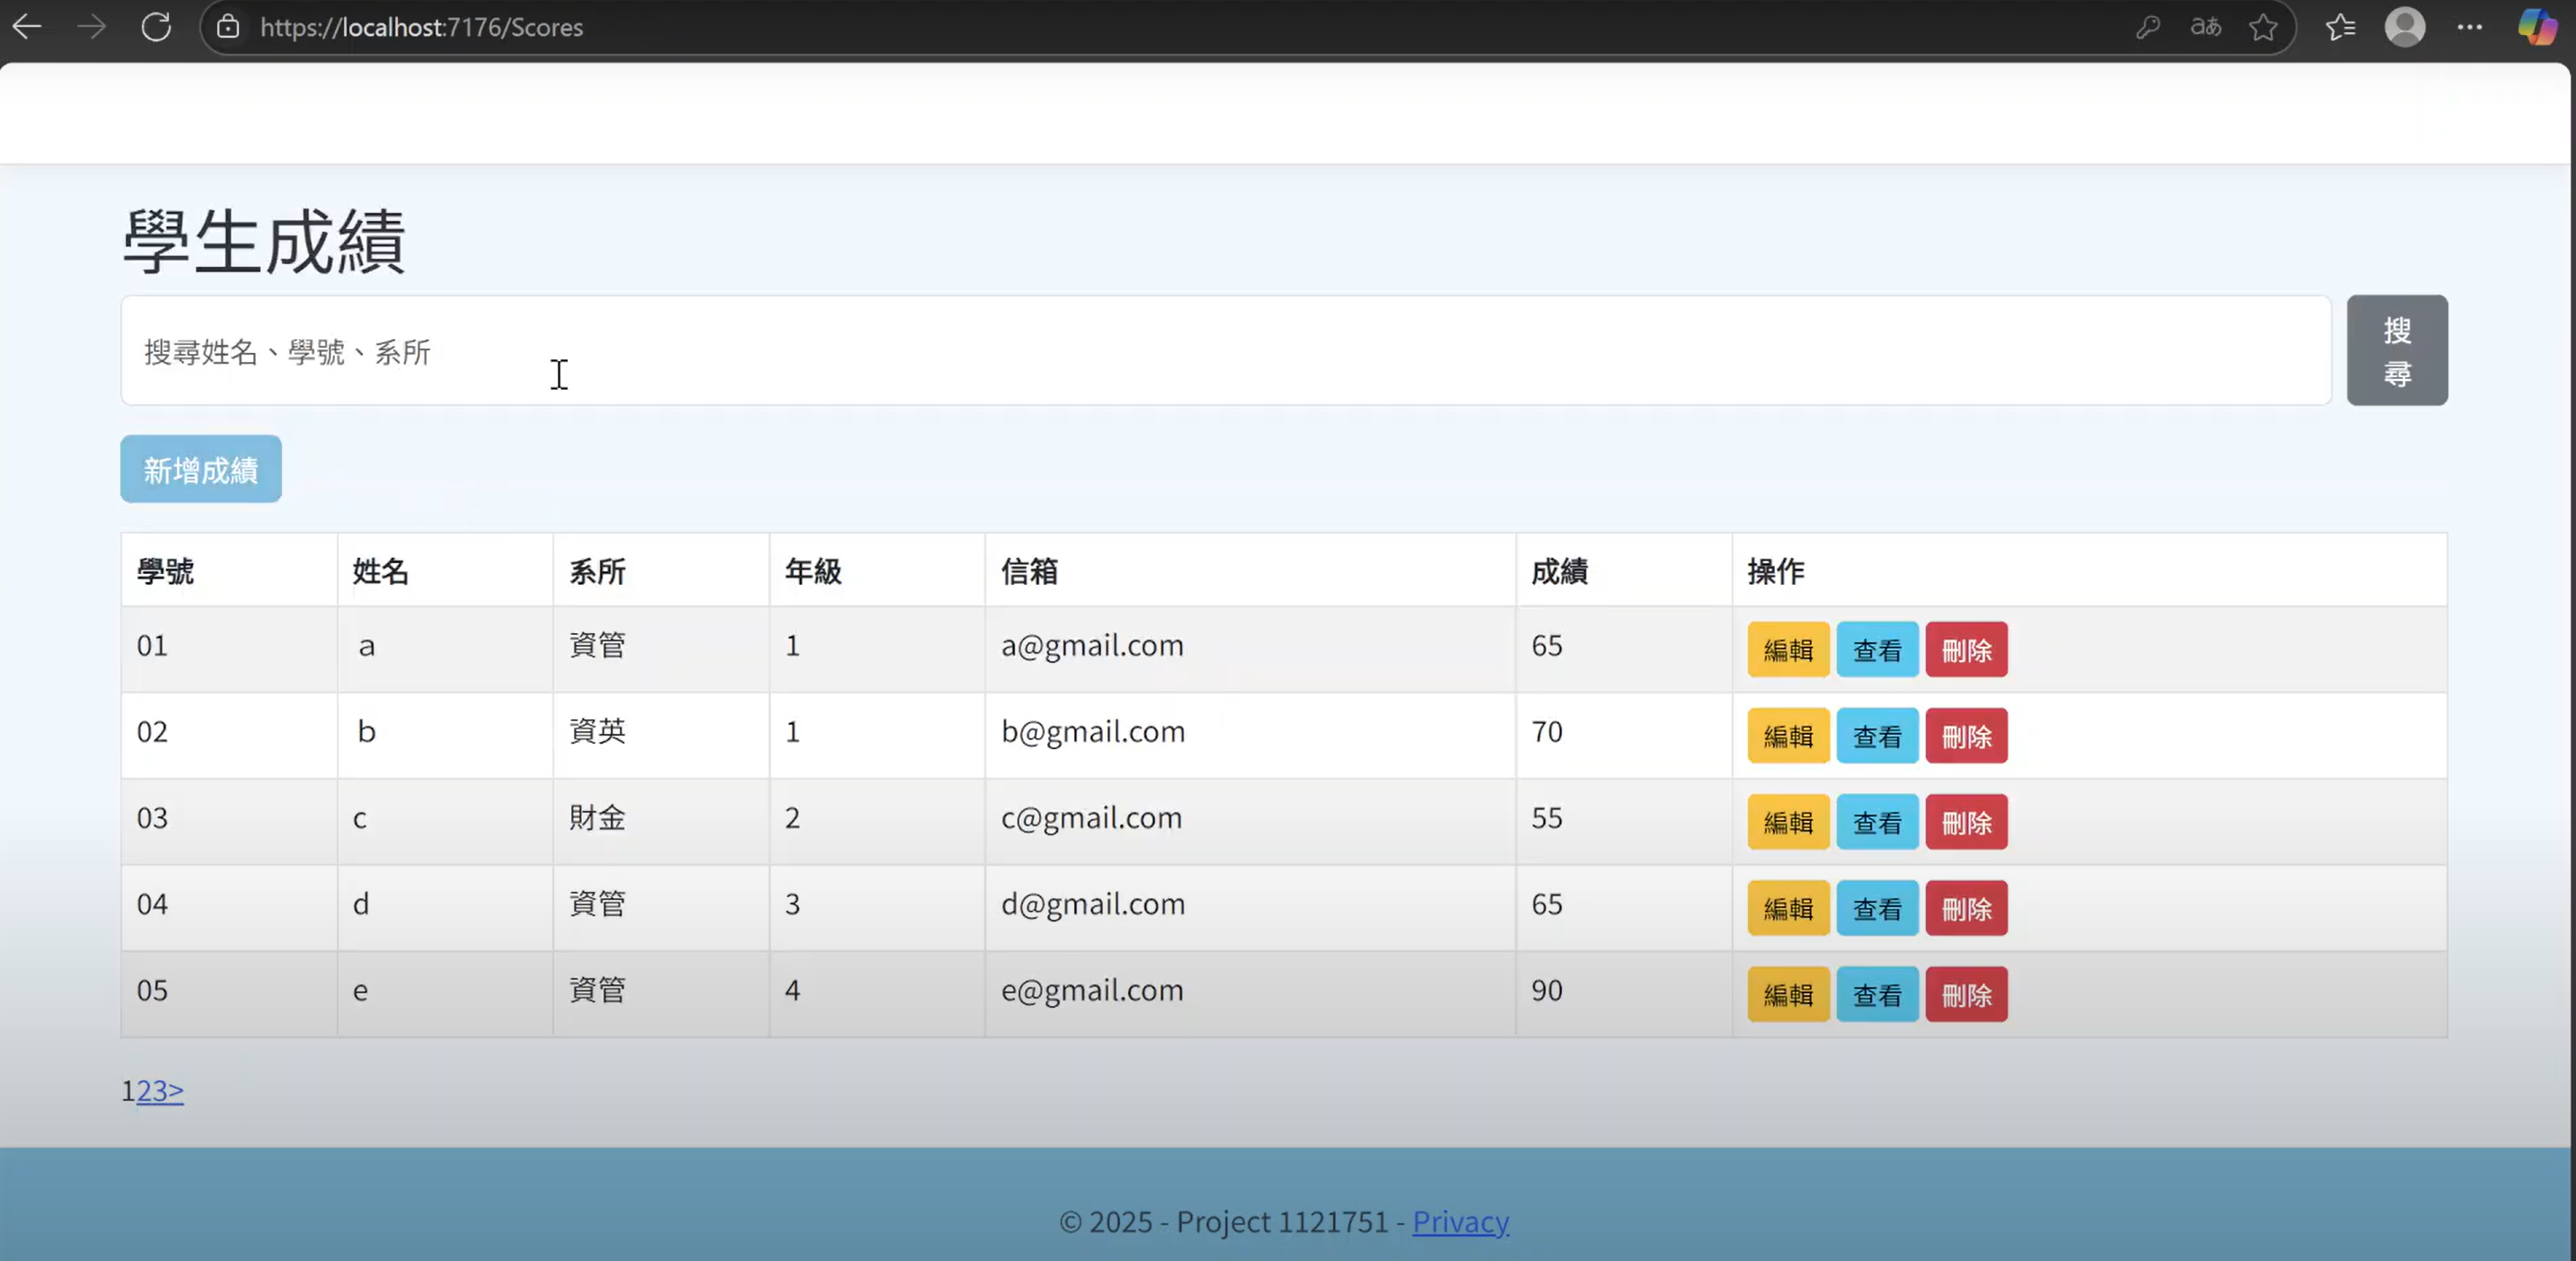 https://localhost:7176/Scores
aあ
學生成績
搜尋姓名、學號、系所
搜
尋
新增成績
學號 姓名 系所 年級 信箱 成績 操作
01 a 資管 1 a@gmail.com 65 編輯 查看 刪除
02 b 資英 1 b@gmail.com 70 編輯 查看 刪除
03 c 財金 2 c@gmail.com 55 編輯 查看 刪除
04 d 資管 3 d@gmail.com 65 編輯 查看 刪除
05 e 資管 4 e@gmail.com 90 編輯 查看 刪除
123>
© 2025 - Project 1121751 - Privacy